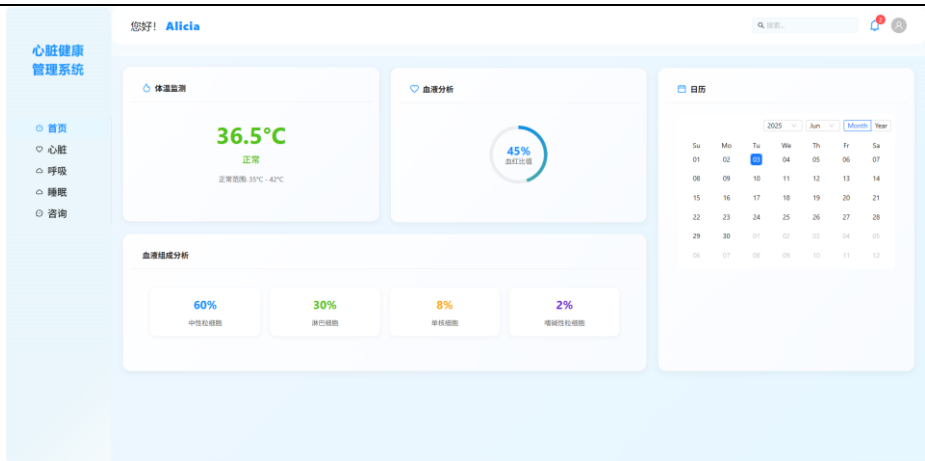 心脏健康
管理系统
首页
心脏
呼吸
睡眠
咨询
您好！ Alicia
搜索...
体温监测
36.5°C
正常
正常范围: 35°C - 42°C
血液分析
45%
血红比值
血液组成分析
60%
中性粒细胞
30%
淋巴细胞
8%
单核细胞
2%
嗜碱性粒细胞
日历
2025 Jun Month Year
Su Mo Tu We Th Fr Sa
01 02 03 04 05 06 07
08 09 10 11 12 13 14
15 16 17 18 19 20 21
22 23 24 25 26 27 28
29 30 01 02 03 04 05
06 07 08 09 10 11 12